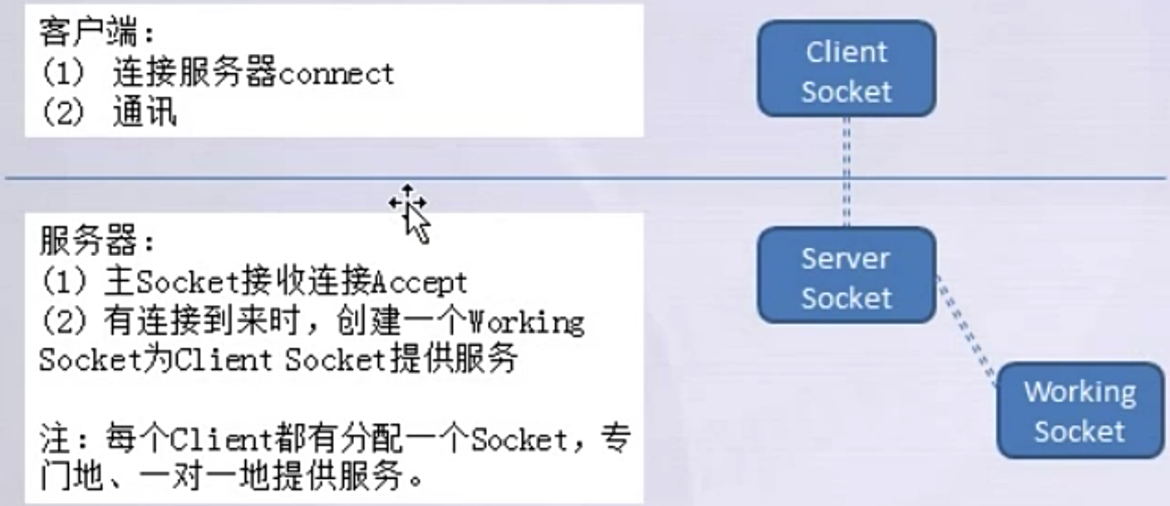 客户端：
(1) 连接服务器connect
(2) 通讯
Client
Socket
服务器：
(1) 主Socket接收连接Accept
(2) 有连接到来时，创建一个Working
Socket为Client Socket提供服务
注：每个Client都有分配一个Socket，专
门地、一对一地提供服务。
Server
Socket
Working
Socket